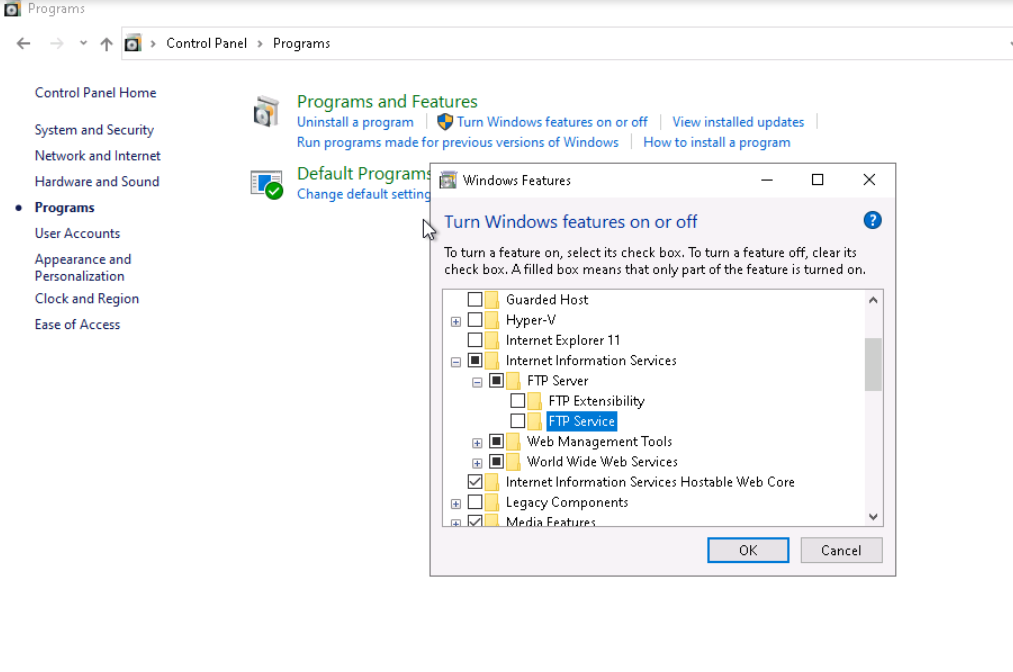 Programs
Control Panel > Programs
Control Panel Home
System and Security
Network and Internet
Hardware and Sound
Programs
User Accounts
Appearance and
Personalization
Clock and Region
Ease of Access
Programs and Features
Uninstall a program
Turn Windows features on or off
View installed updates
Run programs made for previous versions of Windows
How to install a program
Default Programs
Change default setting
Windows Features
Turn Windows features on or off
?
To turn a feature on, select its check box. To turn a feature off, clear its
check box. A filled box means that only part of the feature is turned on.
Guarded Host
Hyper-V
Internet Explorer 11
Internet Information Services
FTP Server
FTP Extensibility
FTP Service
Web Management Tools
World Wide Web Services
Internet Information Services Hostable Web Core
Legacy Components
Media Features
OK
Cancel